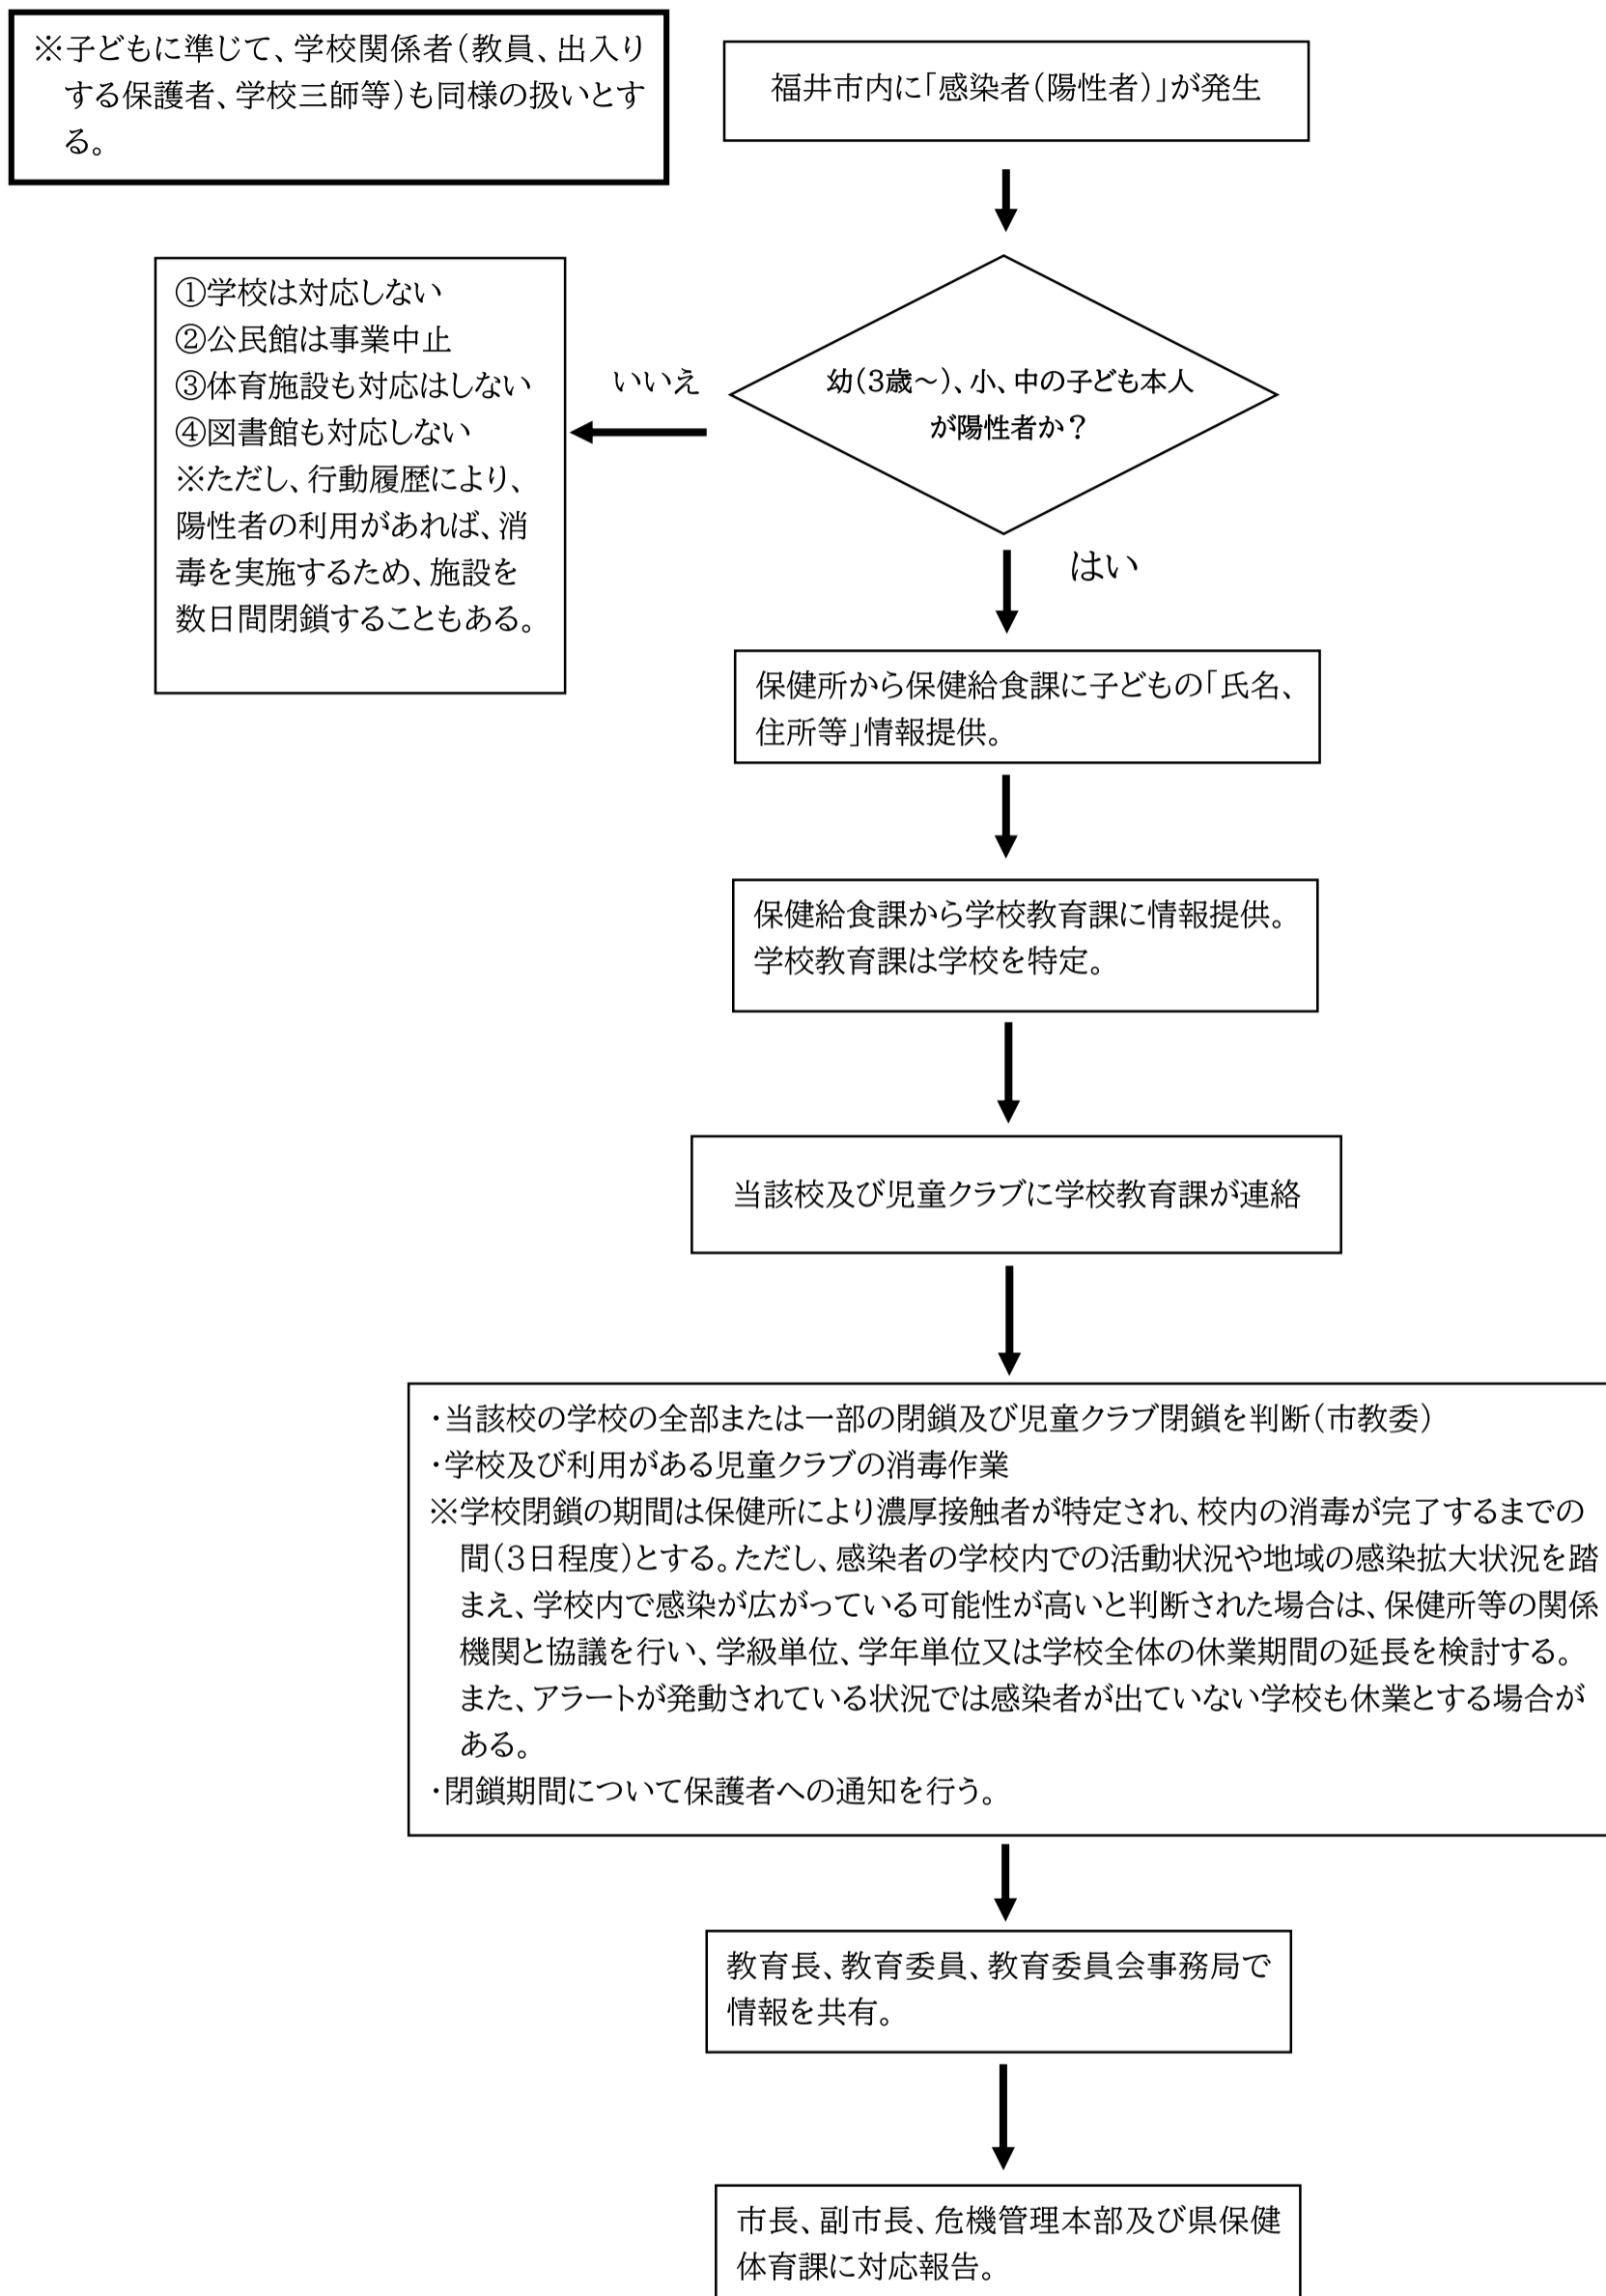 ※子どもに準じて、学校関係者（教員、出入り
する保護者、学校三師等）も同様の扱いとす
る。
福井市内に「感染者（陽性者）」が発生
幼（3歳～）、小、中の子ども本人
が陽性者か？
いいえ
①学校は対応しない
②公民館は事業中止
③体育施設も対応はしない
④図書館も対応しない
※ただし、行動履歴により、
陽性者の利用があれば、消
毒を実施するため、施設を
数日間閉鎖することもある。
はい
保健所から保健給食課に子どもの「氏名、
住所等」情報提供。
保健給食課から学校教育課に情報提供。
学校教育課は学校を特定。
当該校及び児童クラブに学校教育課が連絡
・当該校の学校の全部または一部の閉鎖及び児童クラブ閉鎖を判断（市教委）
・学校及び利用がある児童クラブの消毒作業
※学校閉鎖の期間は保健所により濃厚接触者が特定され、校内の消毒が完了するまでの
間（3日程度）とする。ただし、感染者の学校内での活動状況や地域の感染拡大状況を踏
まえ、学校内で感染が広がっている可能性が高いと判断された場合は、保健所等の関係
機関と協議を行い、学級単位、学年単位又は学校全体の休業期間の延長を検討する。
また、アラートが発動されている状況では感染者が出ていない学校も休業とする場合が
ある。
・閉鎖期間について保護者への通知を行う。
教育長、教育委員、教育委員会事務局で
情報を共有。
市長、副市長、危機管理本部及び県保健
体育課に対応報告。